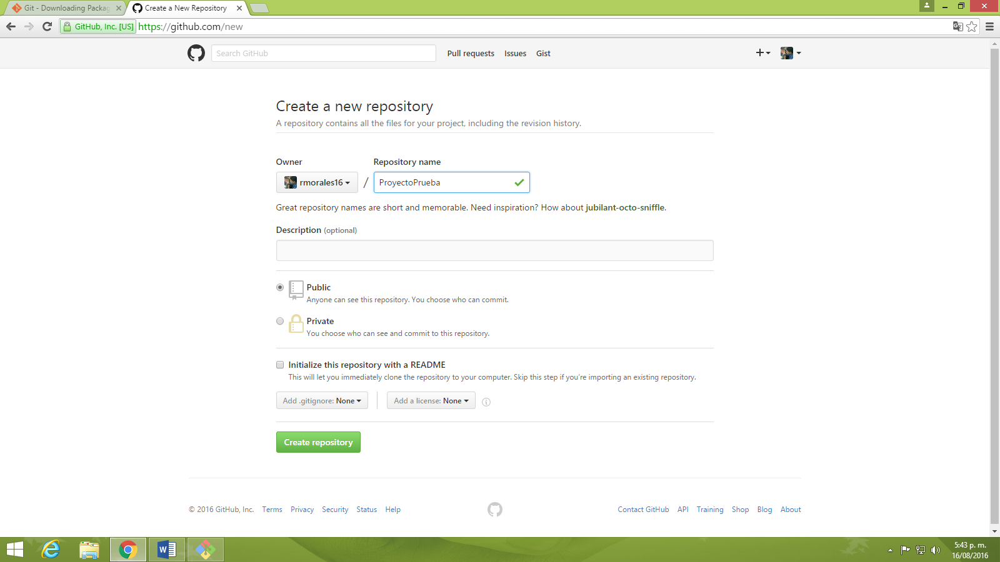 Git - Downloading Packag
Create a New Repository
GitHub, Inc. [US] https://github.com/new
Search GitHub
Pull requests Issues Gist
Create a new repository
A repository contains all the files for your project, including the revision history.
Owner Repository name
rmorales16 / ProyectoPrueba
Great repository names are short and memorable. Need inspiration? How about jubilant-octo-sniffle.
Description (optional)
Public
Anyone can see this repository. You choose who can commit.
Private
You choose who can see and commit to this repository.
Initialize this repository with a README
This will let you immediately clone the repository to your computer. Skip this step if you’re importing an existing repository.
Add .gitignore: None Add a license: None
Create repository
© 2016 GitHub, Inc. Terms Privacy Security Status Help Contact GitHub API Training Shop Blog About
5:43 p. m.
16/08/2016